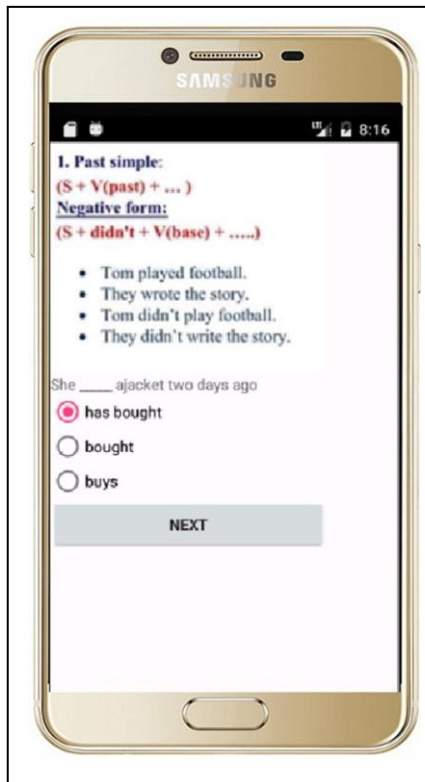 SAMSUNG
8:16
1. Past simple:
(S + V(past) + ... )
Negative form:
(S + didn't + V(base) + .....)
• Tom played football.
• They wrote the story.
• Tom didn't play football.
• They didn't write the story.
She _____ ajacket two days ago
has bought
bought
buys
NEXT